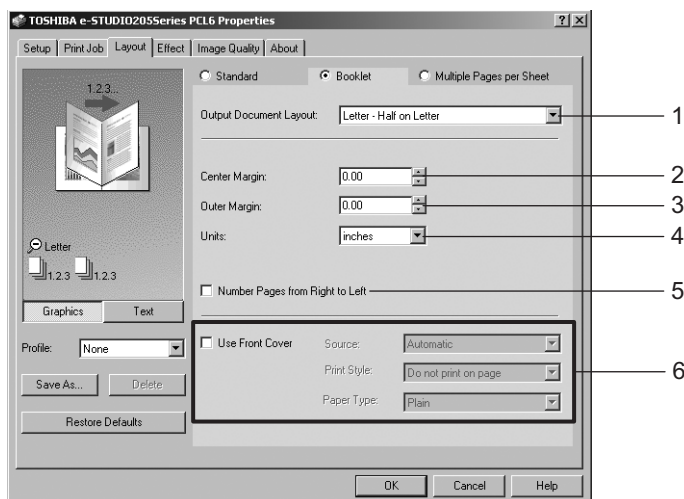 TOSHIBA e-STUDIO205Series PCL6 Properties
Setup Print Job Layout Effect Image Quality About
1.2.3...
Standard Booklet Multiple Pages per Sheet
Output Document Layout: Letter - Half on Letter 1
Center Margin: 0.00 2
Outer Margin: 0.00 3
Units: inches 4
Letter
1.2.3 1.2.3
Number Pages from Right to Left 5
Graphics Text
Profile: None
Save As... Delete
Restore Defaults
Use Front Cover Source: Automatic
Print Style: Do not print on page 6
Paper Type: Plain
OK Cancel Help